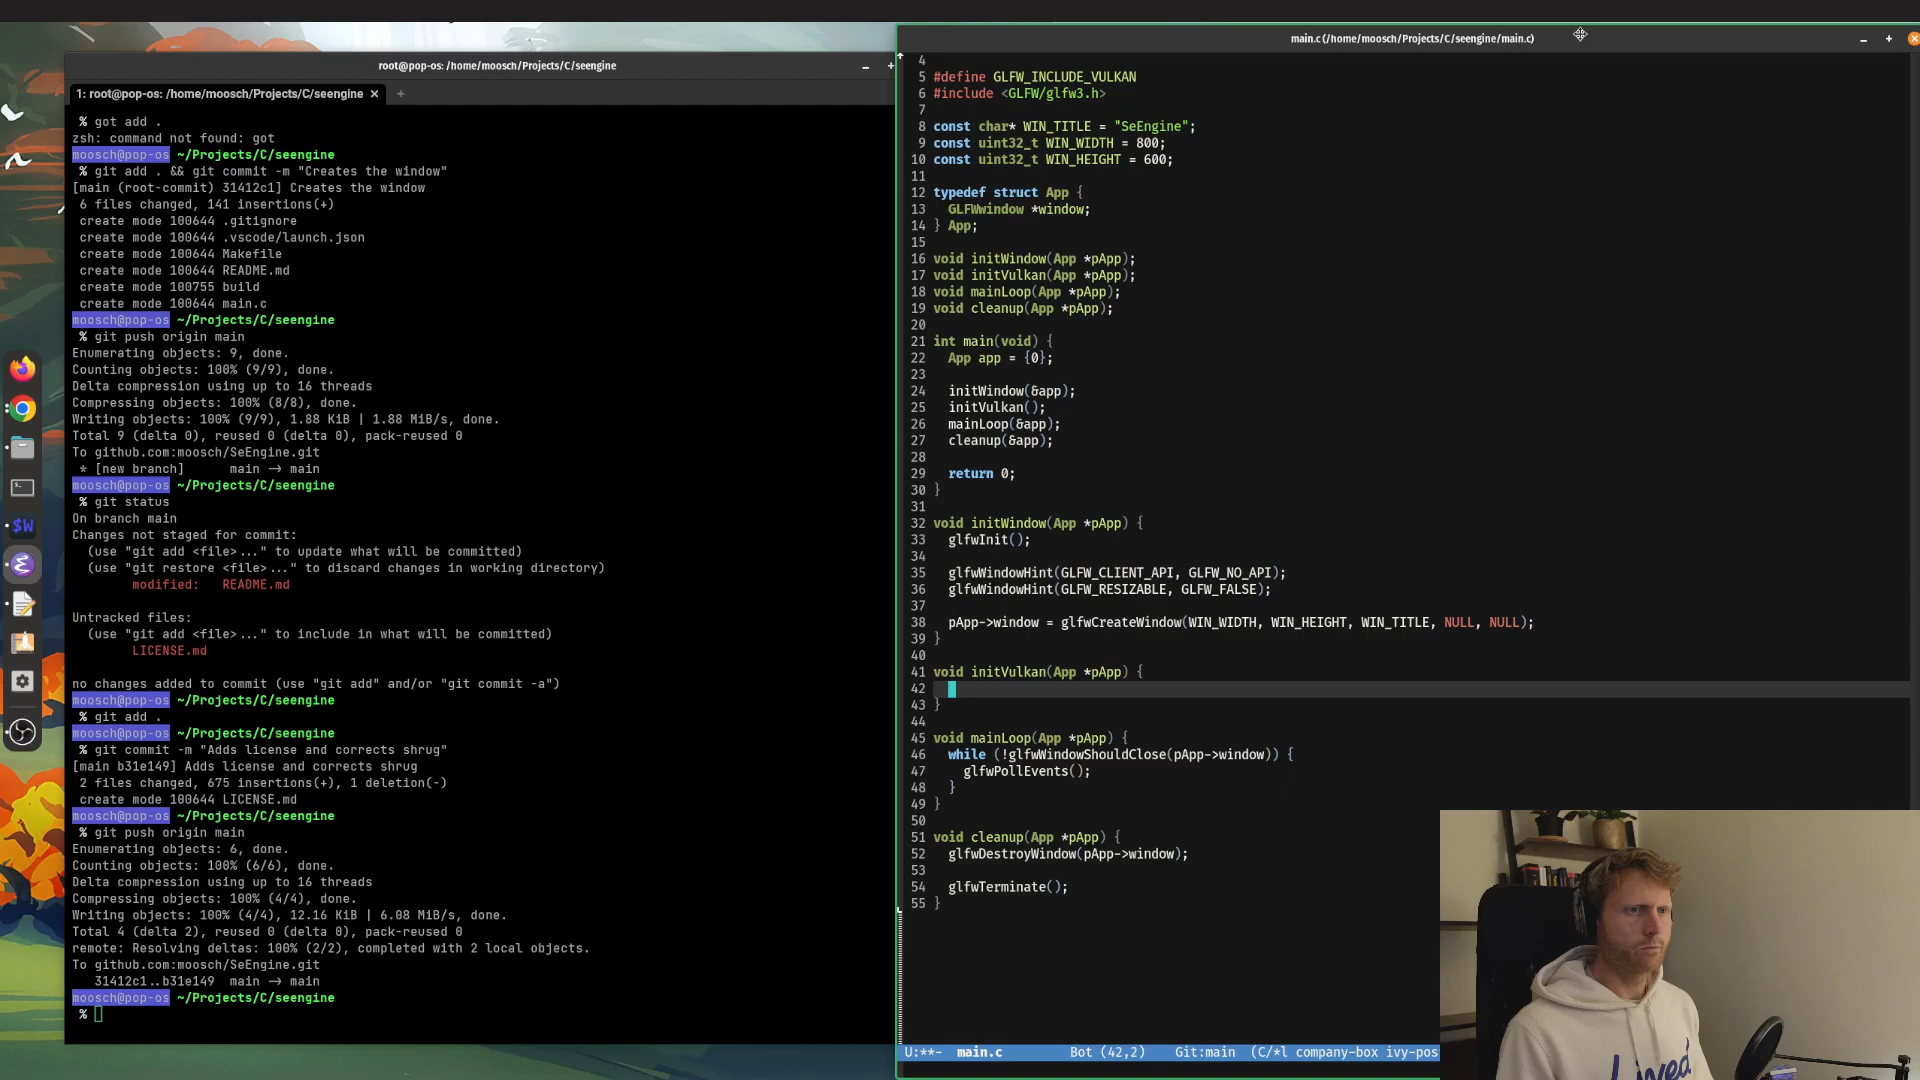 root@pop-os: /home/moosch/Projects/C/seengine
1: root@pop-os: /home/moosch/Projects/C/seengine × +
% got add .
zsh: command not found: got
moosch@pop-os ~/Projects/C/seengine
% git add . && git commit -m "Creates the window"
[main (root-commit) 31412c1] Creates the window
6 files changed, 141 insertions(+)
create mode 100644 .gitignore
create mode 100644 .vscode/launch.json
create mode 100644 Makefile
create mode 100644 README.md
create mode 100755 build
create mode 100644 main.c
moosch@pop-os ~/Projects/C/seengine
% git push origin main
Enumerating objects: 9, done.
Counting objects: 100% (9/9), done.
Delta compression using up to 16 threads
Compressing objects: 100% (8/8), done.
Writing objects: 100% (9/9), 1.88 KiB | 1.88 MiB/s, done.
Total 9 (delta 0), reused 0 (delta 0), pack-reused 0
To github.com:moosch/SeEngine.git
* [new branch] main → main
moosch@pop-os ~/Projects/C/seengine
% git status
On branch main
Changes not staged for commit:
(use "git add <file>..." to update what will be committed)
(use "git restore <file>..." to discard changes in working directory)
modified: README.md
Untracked files:
(use "git add <file>..." to include in what will be committed)
LICENSE.md
no changes added to commit (use "git add" and/or "git commit -a")
moosch@pop-os ~/Projects/C/seengine
% git add .
moosch@pop-os ~/Projects/C/seengine
% git commit -m "Adds license and corrects shrug"
[main b31e149] Adds license and corrects shrug
2 files changed, 675 insertions(+), 1 deletion(-)
create mode 100644 LICENSE.md
moosch@pop-os ~/Projects/C/seengine
% git push origin main
Enumerating objects: 6, done.
Counting objects: 100% (6/6), done.
Delta compression using up to 16 threads
Compressing objects: 100% (4/4), done.
Writing objects: 100% (4/4), 12.16 KiB | 6.08 MiB/s, done.
Total 4 (delta 2), reused 0 (delta 0), pack-reused 0
remote: Resolving deltas: 100% (2/2), completed with 2 local objects.
To github.com:moosch/SeEngine.git
31412c1..b31e149 main → main
moosch@pop-os ~/Projects/C/seengine
%
$W
main.c (/home/moosch/Projects/C/seengine/main.c)
4
5 #define GLFW_INCLUDE_VULKAN
6 #include <GLFW/glfw3.h>
7
8 const char* WIN_TITLE = "SeEngine";
9 const uint32_t WIN_WIDTH = 800;
10 const uint32_t WIN_HEIGHT = 600;
11
12 typedef struct App {
13 GLFWwindow *window;
14 } App;
15
16 void initWindow(App *pApp);
17 void initVulkan(App *pApp);
18 void mainLoop(App *pApp);
19 void cleanup(App *pApp);
20
21 int main(void) {
22 App app = {0};
23
24 initWindow(&app);
25 initVulkan();
26 mainLoop(&app);
27 cleanup(&app);
28
29 return 0;
30 }
31
32 void initWindow(App *pApp) {
33 glfwInit();
34
35 glfwWindowHint(GLFW_CLIENT_API, GLFW_NO_API);
36 glfwWindowHint(GLFW_RESIZABLE, GLFW_FALSE);
37
38 pApp->window = glfwCreateWindow(WIN_WIDTH, WIN_HEIGHT, WIN_TITLE, NULL, NULL);
39 }
40
41 void initVulkan(App *pApp) {
42
43 }
44
45 void mainLoop(App *pApp) {
46 while (!glfwWindowShouldClose(pApp->window)) {
47 glfwPollEvents();
48 }
49 }
50
51 void cleanup(App *pApp) {
52 glfwDestroyWindow(pApp->window);
53
54 glfwTerminate();
55 }
U:**- main.c Bot (42,2) Git:main (C/*l company-box ivy-pos